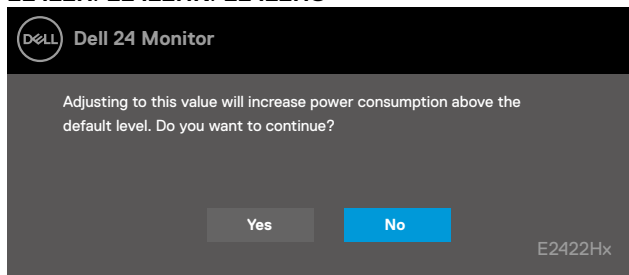 DELL Dell 24 Monitor
Adjusting to this value will increase power consumption above the
default level. Do you want to continue?
Yes No
E2422Hx